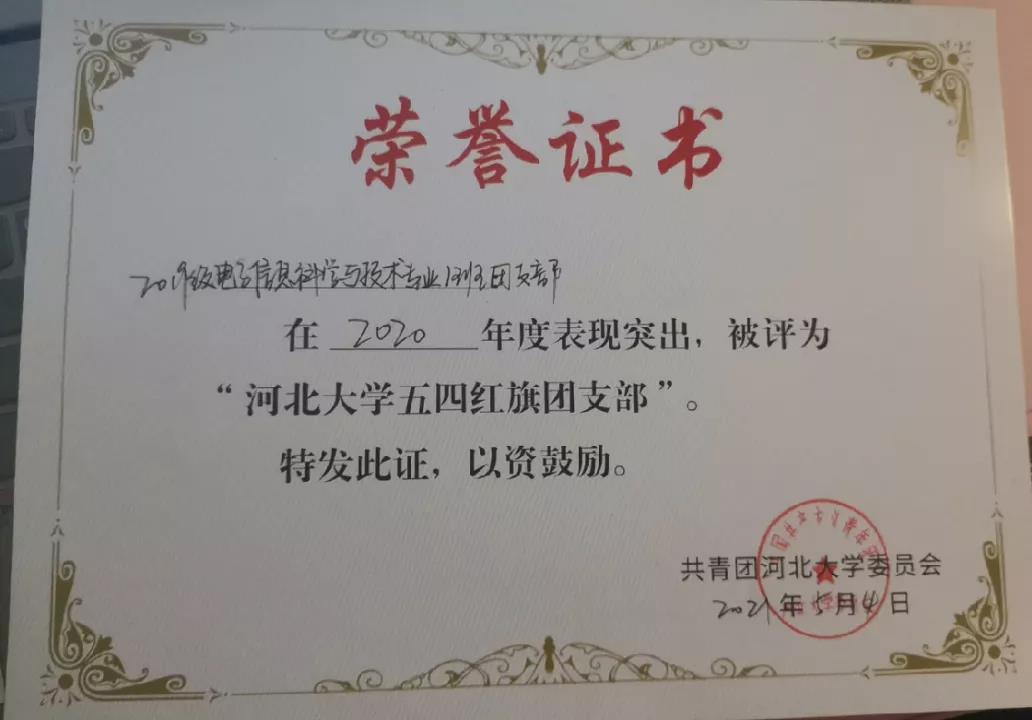 荣誉证书
2019级电子信息科学与技术专业1班团支部
在 2020 年度表现突出，被评为
“河北大学五四红旗团支部”。
特发此证，以资鼓励。
共青团河北大学委员会
2021年5月4日